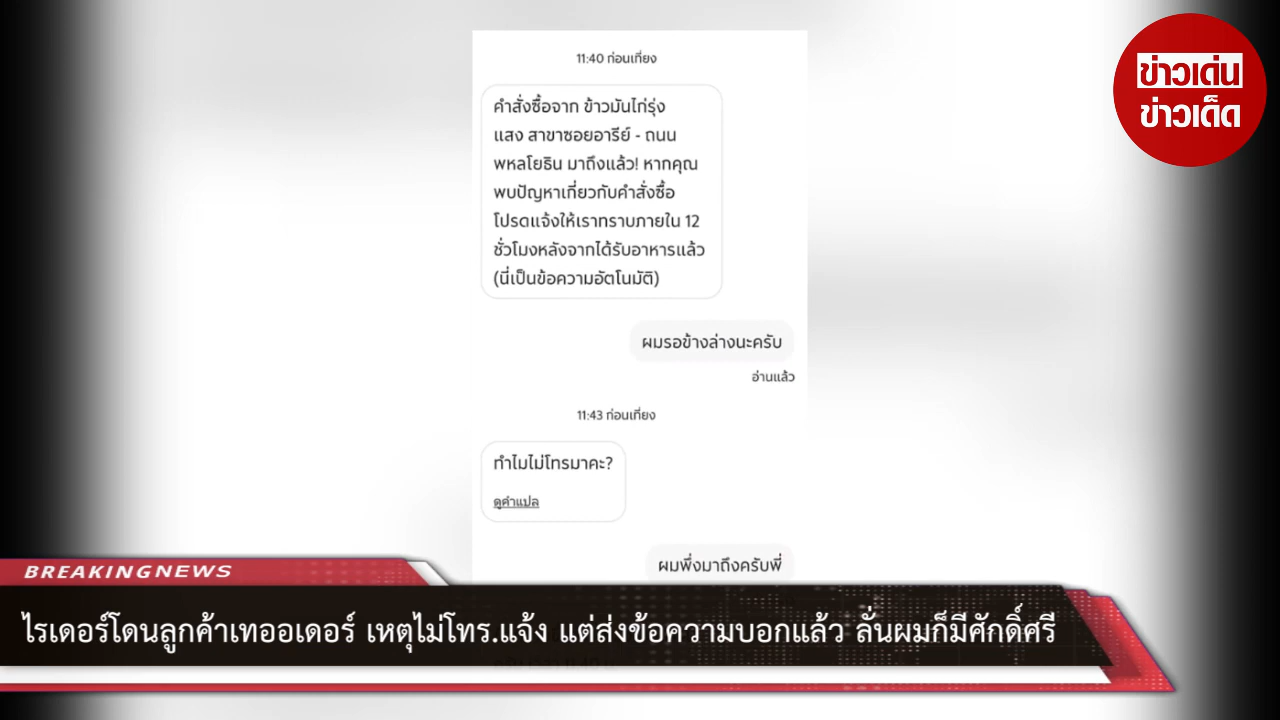 ข่าวเด่น
ข่าวเด็ด
11:40 ก่อนเที่ยง
คำสั่งซื้อจาก ข้าวมันไก่รุ่ง
แสง สาขาซอยอารีย์ - ถนน
พหลโยธิน มาถึงแล้ว! หากคุณ
พบปัญหาเกี่ยวกับคำสั่งซื้อ
โปรดแจ้งให้เราทราบภายใน 12
ชั่วโมงหลังจากได้รับอาหารแล้ว
(นี่เป็นข้อความอัตโนมัติ)
ผมรอข้างล่างนะครับ
อ่านแล้ว
11:43 ก่อนเที่ยง
ทำไมไม่โทรมาคะ?
ดูคำแปล
ผมพึ่งมาถึงครับพี่
BREAKINGNEWS
ไรเดอร์โดนลูกค้าเทออเดอร์ เหตุไม่โทร.แจ้ง แต่ส่งข้อความบอกแล้ว ลั่นผมก็มีศักดิ์ศรี